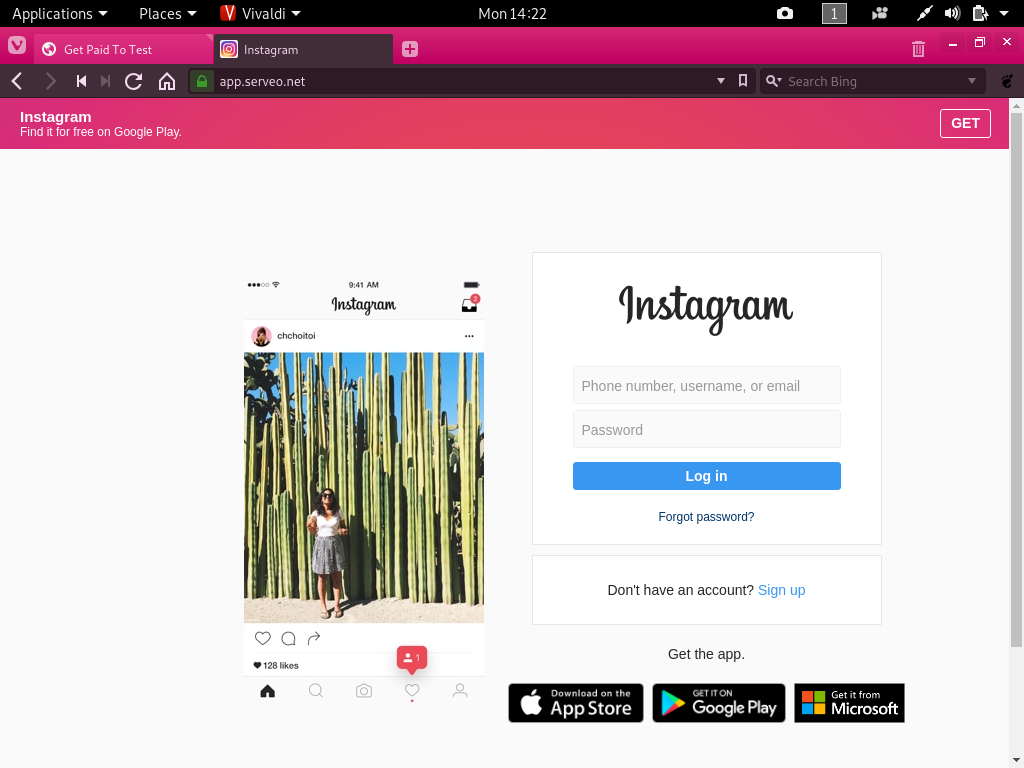 Applications Places Vivaldi Mon 14:22 1
Get Paid To Test Instagram
app.serveo.net Search Bing
Instagram
Find it for free on Google Play.
GET
9:41 AM
Instagram 2
chchoitoi
128 likes
1
Instagram
Phone number, username, or email
Password
Log in
Forgot password?
Don't have an account? Sign up
Get the app.
Download on the
App Store
GET IT ON
Google Play
Get it from
Microsoft